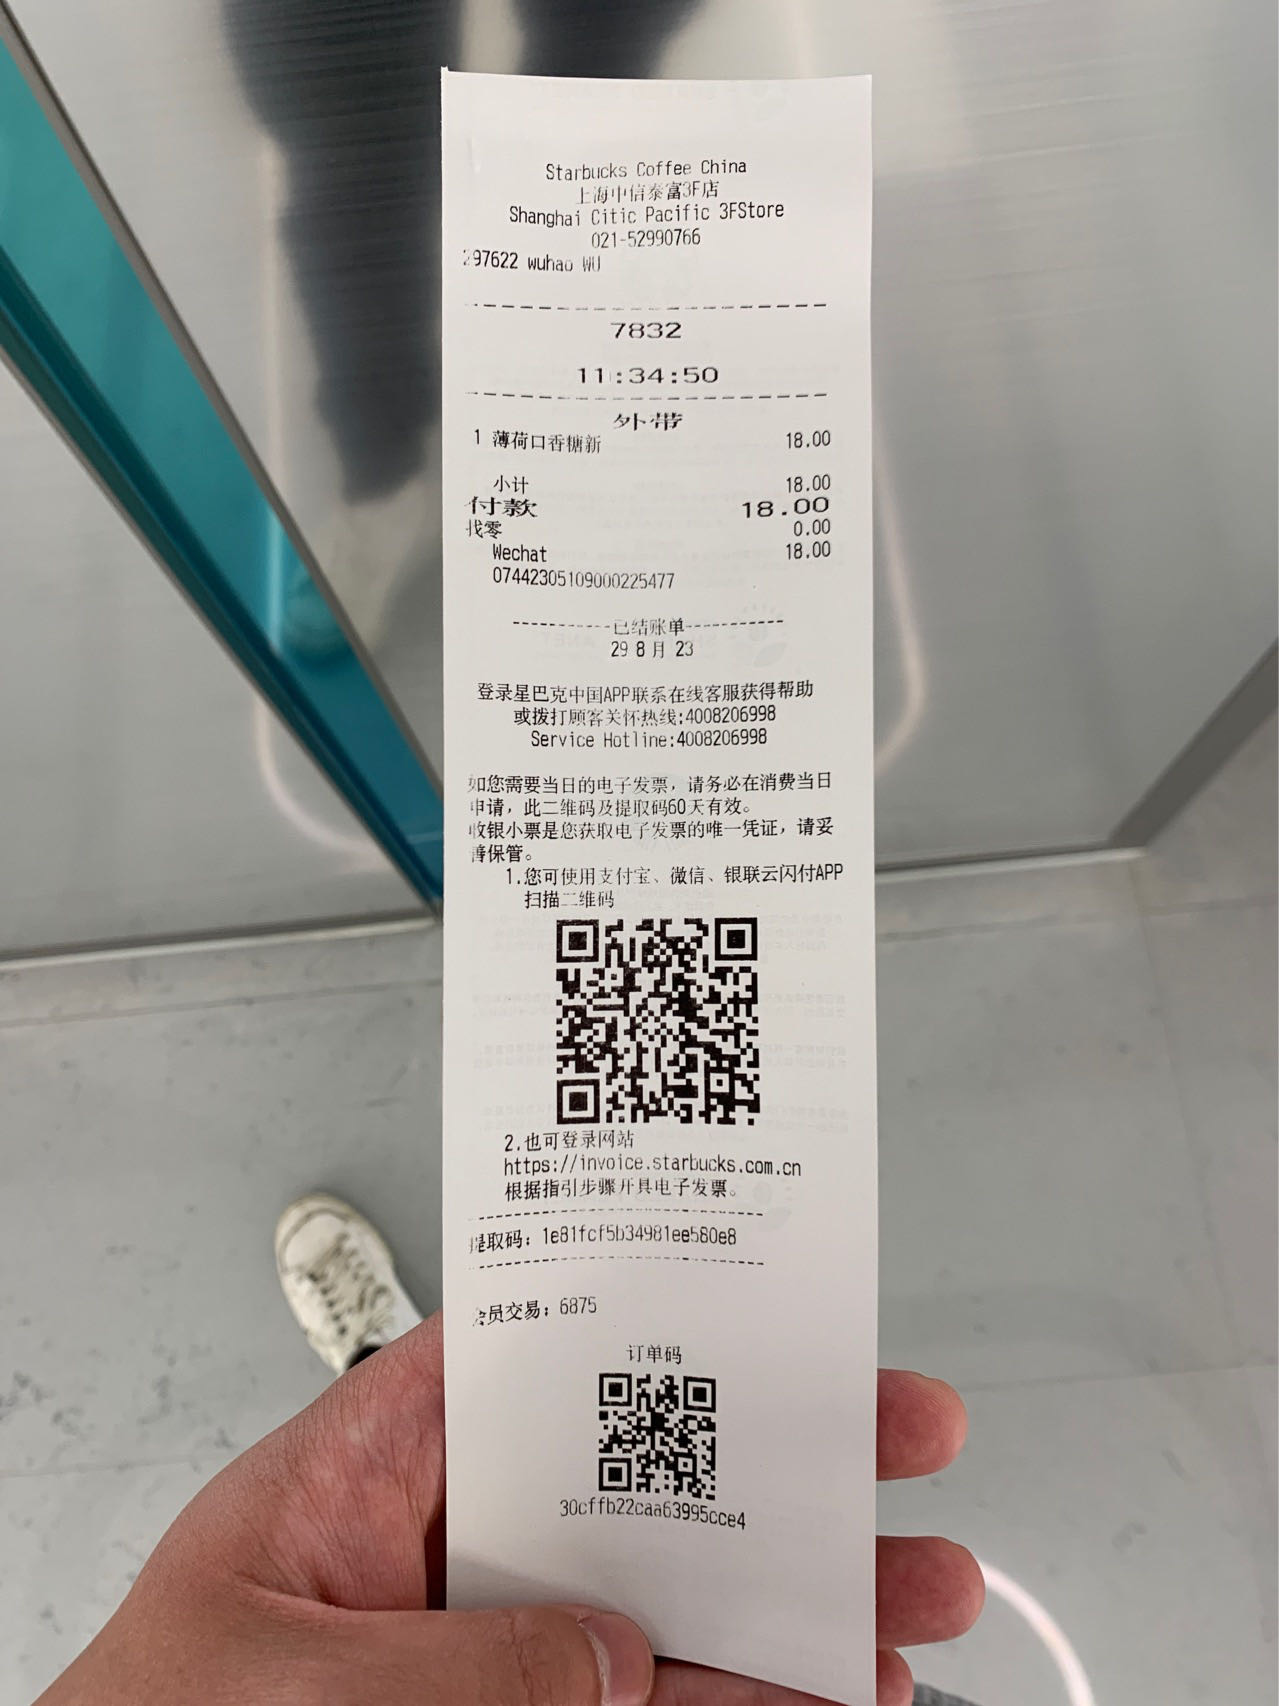 Starbucks Coffee China
上海中信泰富3F店
Shanghai Citic Pacific 3FStore
021-52990766
297622 wuhao WU
7832
11:34:50
外带
1 薄荷口香糖新 18.00
小计 18.00
付款 18.00
找零 0.00
Wechat 18.00
07442305109000225477
------------已结账单------------
29 8月 23
登录星巴克中国APP联系在线客服获得帮助
或拨打顾客关怀热线:4008206998
Service Hotline:4008206998
如您需要当日的电子发票，请务必在消费当日
申请，此二维码及提取码60天有效。
收银小票是您获取电子发票的唯一凭证，请妥
善保管。
1.您可使用支付宝、微信、银联云闪付APP
扫描二维码
2.也可登录网站
https://invoice.starbucks.com.cn
根据指引步骤开具电子发票。
提取码：1e81fcf5b34981ee580e8
会员交易：6875
订单码
30cffb22caa63995cce4